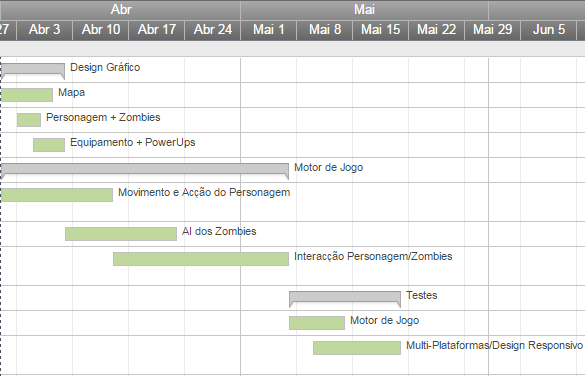 Abr Mai
27 Abr 3 Abr 10 Abr 17 Abr 24 Mai 1 Mai 8 Mai 15 Mai 22 Mai 29 Jun 5
Design Gráfico
Mapa
Personagem + Zombies
Equipamento + PowerUps
Motor de Jogo
Movimento e Acção do Personagem
AI dos Zombies
Interacção Personagem/Zombies
Testes
Motor de Jogo
Multi-Plataformas/Design Responsivo